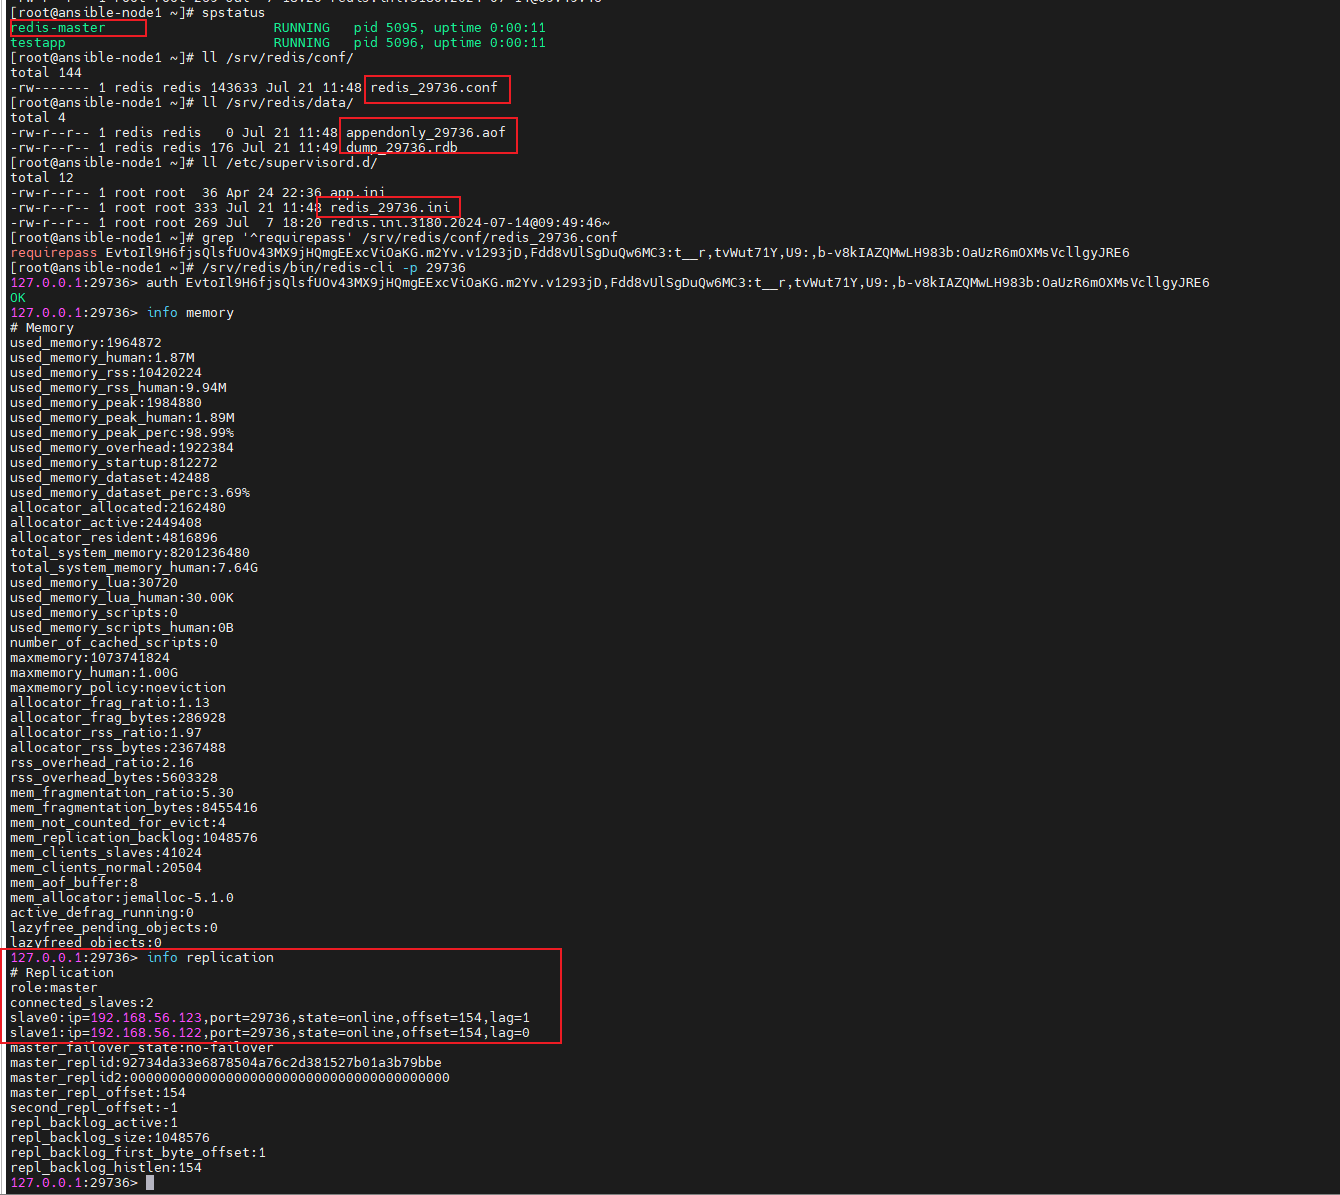 [root@ansible-node1 ~]# spstatus
redis-master                     RUNNING   pid 5095, uptime 0:00:11
testapp                          RUNNING   pid 5096, uptime 0:00:11
[root@ansible-node1 ~]# ll /srv/redis/conf/
total 144
-rw------- 1 redis redis 143633 Jul 21 11:48 redis_29736.conf
[root@ansible-node1 ~]# ll /srv/redis/data/
total 4
-rw-r--r-- 1 redis redis   0 Jul 21 11:48 appendonly_29736.aof
-rw-r--r-- 1 redis redis 176 Jul 21 11:49 dump_29736.rdb
[root@ansible-node1 ~]# ll /etc/supervisord.d/
total 12
-rw-r--r-- 1 root root  36 Apr 24 22:36 app.ini
-rw-r--r-- 1 root root 333 Jul 21 11:48 redis_29736.ini
-rw-r--r-- 1 root root 269 Jul  7 18:20 redis.ini.3180.2024-07-14@09:49:46~
[root@ansible-node1 ~]# grep '^requirepass' /srv/redis/conf/redis_29736.conf
requirepass EvtoIl9H6fjsQlsfUOv43MX9jHQmgEExcViOaKG.m2Yv.v1293jD,Fdd8vUlSgDuQw6MC3:t__r,tvWut71Y,U9:,b-v8kIAZQMwLH983b:OaUzR6mOXMsVcllgyJRE6
[root@ansible-node1 ~]# /srv/redis/bin/redis-cli -p 29736
127.0.0.1:29736> auth EvtoIl9H6fjsQlsfUOv43MX9jHQmgEExcViOaKG.m2Yv.v1293jD,Fdd8vUlSgDuQw6MC3:t__r,tvWut71Y,U9:,b-v8kIAZQMwLH983b:OaUzR6mOXMsVcllgyJRE6
OK
127.0.0.1:29736> info memory
# Memory
used_memory:1964872
used_memory_human:1.87M
used_memory_rss:10420224
used_memory_rss_human:9.94M
used_memory_peak:1984880
used_memory_peak_human:1.89M
used_memory_peak_perc:98.99%
used_memory_overhead:1922384
used_memory_startup:812272
used_memory_dataset:42488
used_memory_dataset_perc:3.69%
allocator_allocated:2162480
allocator_active:2449408
allocator_resident:4816896
total_system_memory:8201236480
total_system_memory_human:7.64G
used_memory_lua:30720
used_memory_lua_human:30.00K
used_memory_scripts:0
used_memory_scripts_human:0B
number_of_cached_scripts:0
maxmemory:1073741824
maxmemory_human:1.00G
maxmemory_policy:noeviction
allocator_frag_ratio:1.13
allocator_frag_bytes:286928
allocator_rss_ratio:1.97
allocator_rss_bytes:2367488
rss_overhead_ratio:2.16
rss_overhead_bytes:5603328
mem_fragmentation_ratio:5.30
mem_fragmentation_bytes:8455416
mem_not_counted_for_evict:4
mem_replication_backlog:1048576
mem_clients_slaves:41024
mem_clients_normal:20504
mem_aof_buffer:8
mem_allocator:jemalloc-5.1.0
active_defrag_running:0
lazyfree_pending_objects:0
lazyfreed_objects:0
127.0.0.1:29736> info replication
# Replication
role:master
connected_slaves:2
slave0:ip=192.168.56.123,port=29736,state=online,offset=154,lag=1
slave1:ip=192.168.56.122,port=29736,state=online,offset=154,lag=0
master_failover_state:no-failover
master_replid:92734da33e6878504a76c2d381527b01a3b79bbe
master_replid2:0000000000000000000000000000000000000000
master_repl_offset:154
second_repl_offset:-1
repl_backlog_active:1
repl_backlog_size:1048576
repl_backlog_first_byte_offset:1
repl_backlog_histlen:154
127.0.0.1:29736>